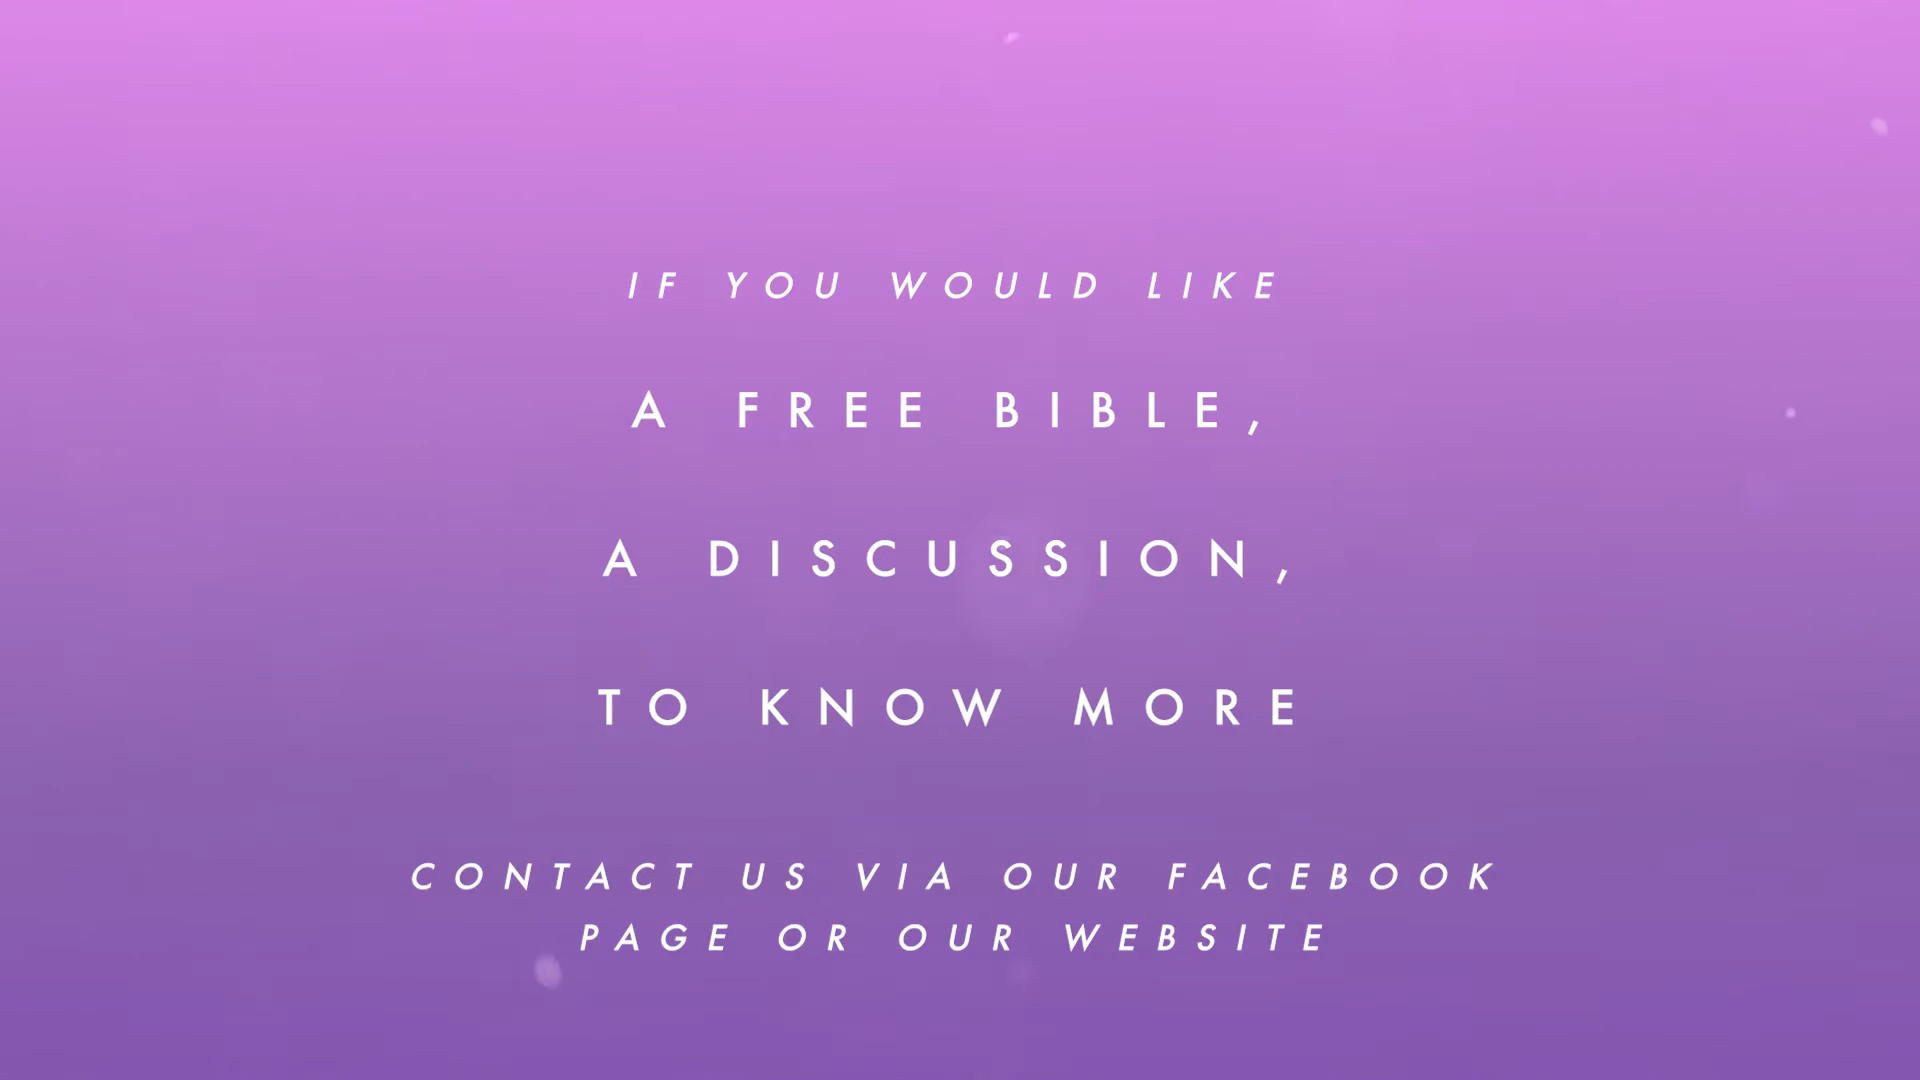 IF YOU WOULD LIKE
A FREE BIBLE,
A DISCUSSION,
TO KNOW MORE
CONTACT US VIA OUR FACEBOOK
PAGE OR OUR WEBSITE